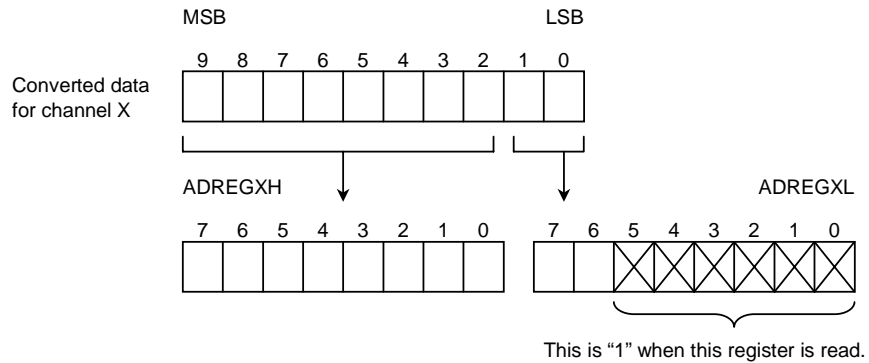 MSB LSB
9 8 7 6 5 4 3 2 1 0
Converted data
for channel X
ADREGXH ADREGXL
7 6 5 4 3 2 1 0 7 6 5 4 3 2 1 0
This is “1” when this register is read.